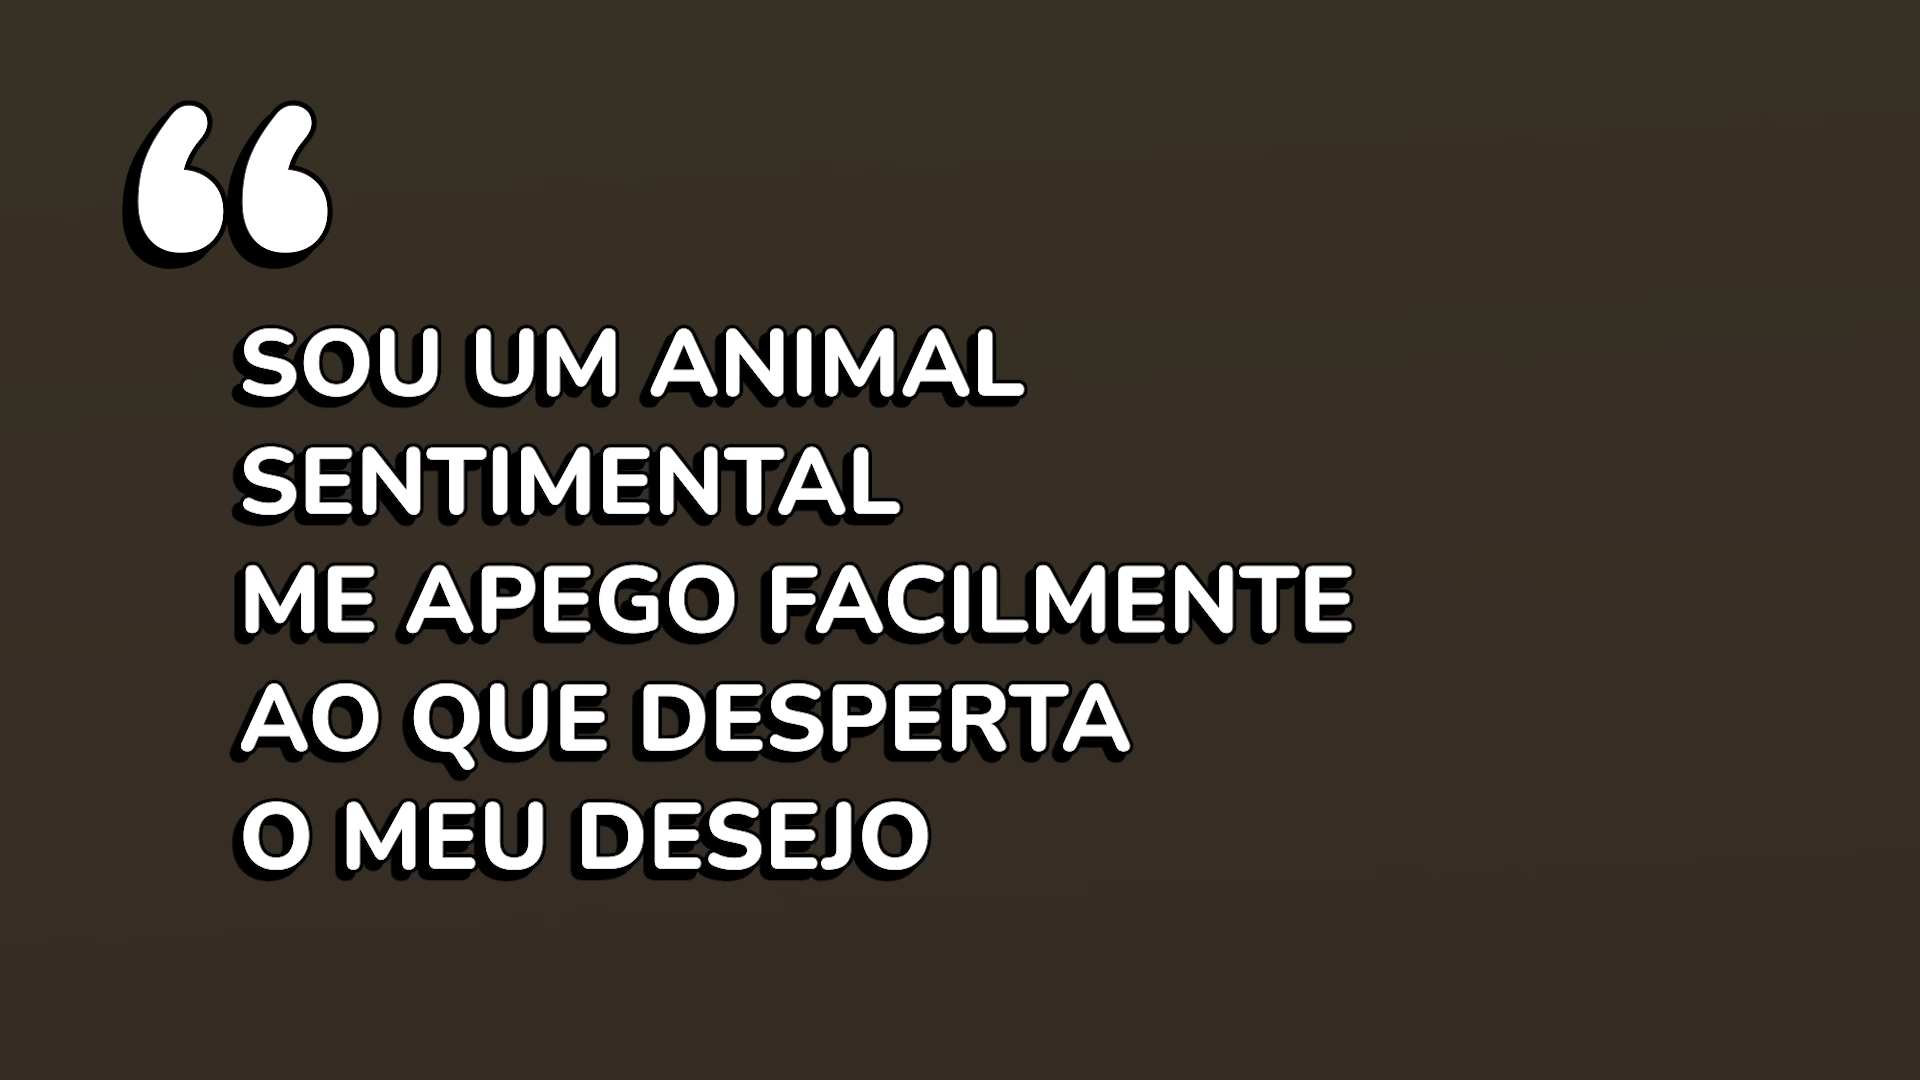 “
SOU UM ANIMAL
SENTIMENTAL
ME APEGO FACILMENTE
AO QUE DESPERTA
O MEU DESEJO